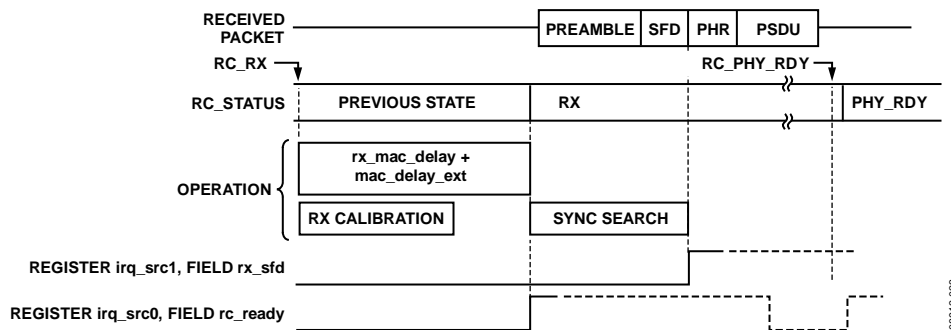 RECEIVED
PACKET
PREAMBLE SFD PHR PSDU
RC_RX RC_PHY_RDY
RC_STATUS PREVIOUS STATE RX PHY_RDY
rx_mac_delay +
mac_delay_ext
OPERATION
RX CALIBRATION SYNC SEARCH
REGISTER irq_src1, FIELD rx_sfd
REGISTER irq_src0, FIELD rc_ready